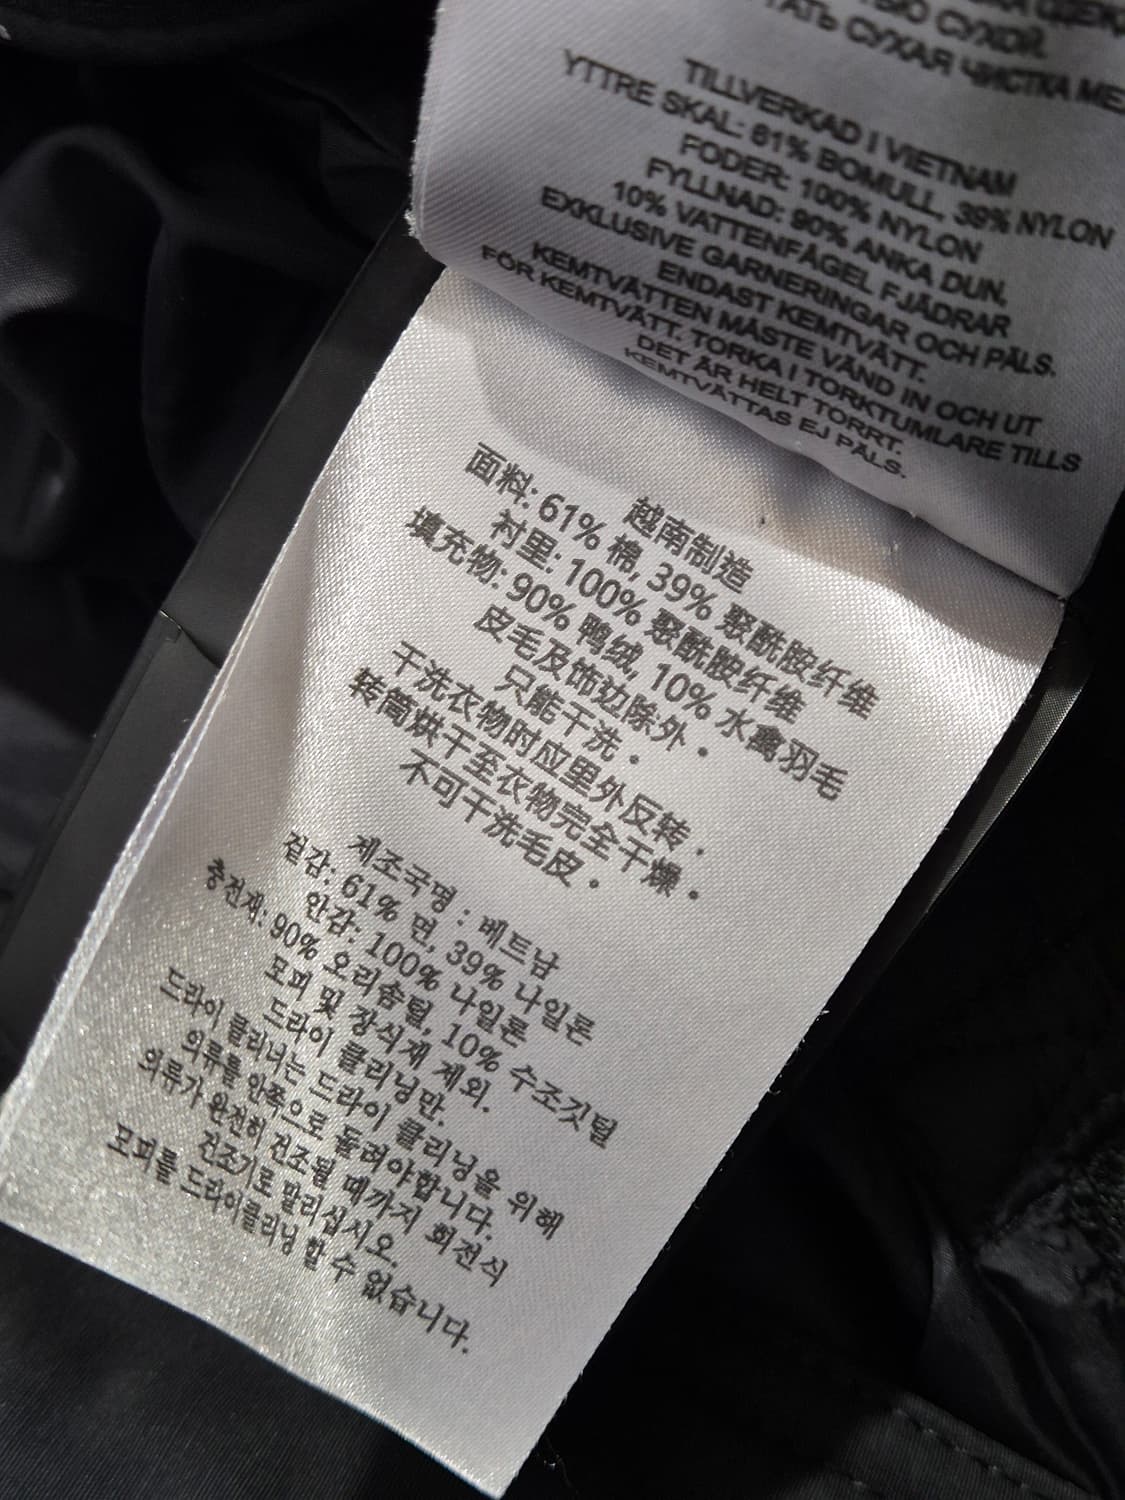 СУХОЙ
СУХАЯ ЧИСТКА
TILLVERKAD I VIETNAM
YTTRE SKAL: 61% BOMULL, 39% NYLON
FODER: 100% NYLON
FYLLNAD: 90% ANKA DUN,
10% VATTENFÅGEL FJÄDRAR
EXKLUSIVE GARNERINGAR OCH PÄLS.
ENDAST KEMTVÄTT.
KEMTVÄTTEN MÅSTE VÄND IN OCH UT
FÖR KEMTVÄTT. TORKA I TORKTUMLARE TILLS
DET ÄR HELT TORRT.
KEMTVÄTTAS EJ PÄLS.
越南制造
面料: 61% 棉, 39% 聚酰胺纤维
衬里: 100% 聚酰胺纤维
填充物: 90% 鸭绒, 10% 水禽羽毛
皮毛及饰边除外。
只能干洗。
干洗衣物时应里外反转。
转筒烘干至衣物完全干燥。
不可干洗毛皮。
제조국명 : 베트남
겉감: 61% 면, 39% 나일론
안감: 100% 나일론
충전재: 90% 오리솜털, 10% 수조깃털
모피 및 장식재 제외.
드라이 클리닝만.
드라이 클리너는 드라이 클리닝을 위해
의류를 안쪽으로 돌려야합니다.
의류가 완전히 건조될 때까지 회전식
건조기로 말리십시오.
모피를 드라이클리닝 할 수 없습니다.